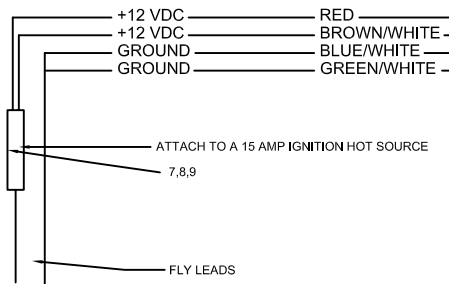 +12 VDC RED
+12 VDC BROWN/WHITE
GROUND BLUE/WHITE
GROUND GREEN/WHITE
ATTACH TO A 15 AMP IGNITION HOT SOURCE
7,8,9
FLY LEADS